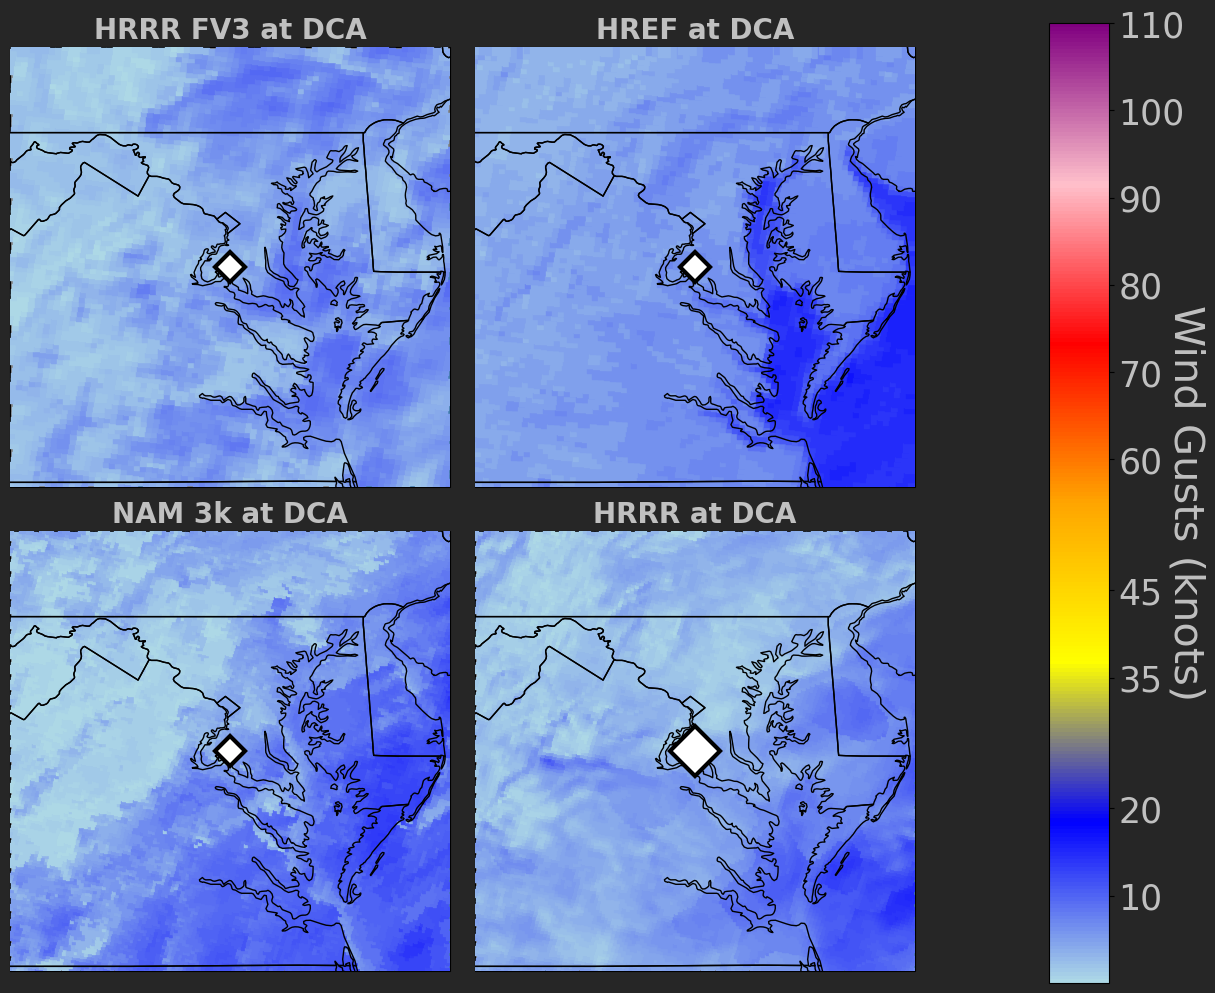 HRRR FV3 at DCA
HREF at DCA
NAM 3k at DCA
HRRR at DCA
110
100
90
80
70
60
45
35
20
10
Wind Gusts (knots)